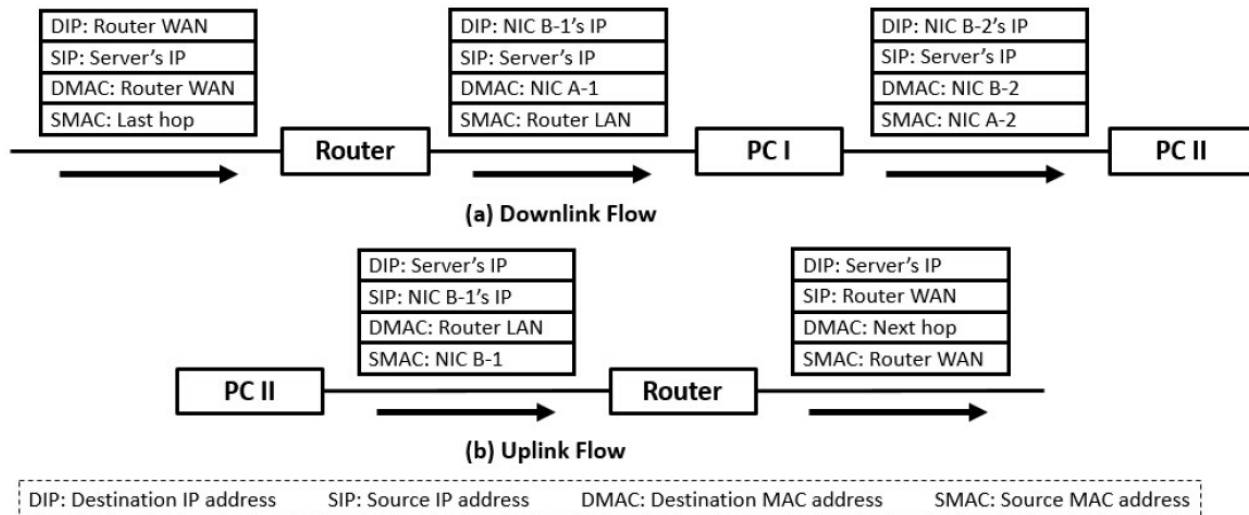 DIP: Router WAN
SIP: Server's IP
DMAC: Router WAN
SMAC: Last hop
DIP: NIC B-1's IP
SIP: Server's IP
DMAC: NIC A-1
SMAC: Router LAN
DIP: NIC B-2's IP
SIP: Server's IP
DMAC: NIC B-2
SMAC: NIC A-2
Router
PC I
PC II
(a) Downlink Flow
DIP: Server's IP
SIP: NIC B-1's IP
DMAC: Router LAN
SMAC: NIC B-1
DIP: Server's IP
SIP: Router WAN
DMAC: Next hop
SMAC: Router WAN
PC II
Router
(b) Uplink Flow
DIP: Destination IP address SIP: Source IP address DMAC: Destination MAC address SMAC: Source MAC address